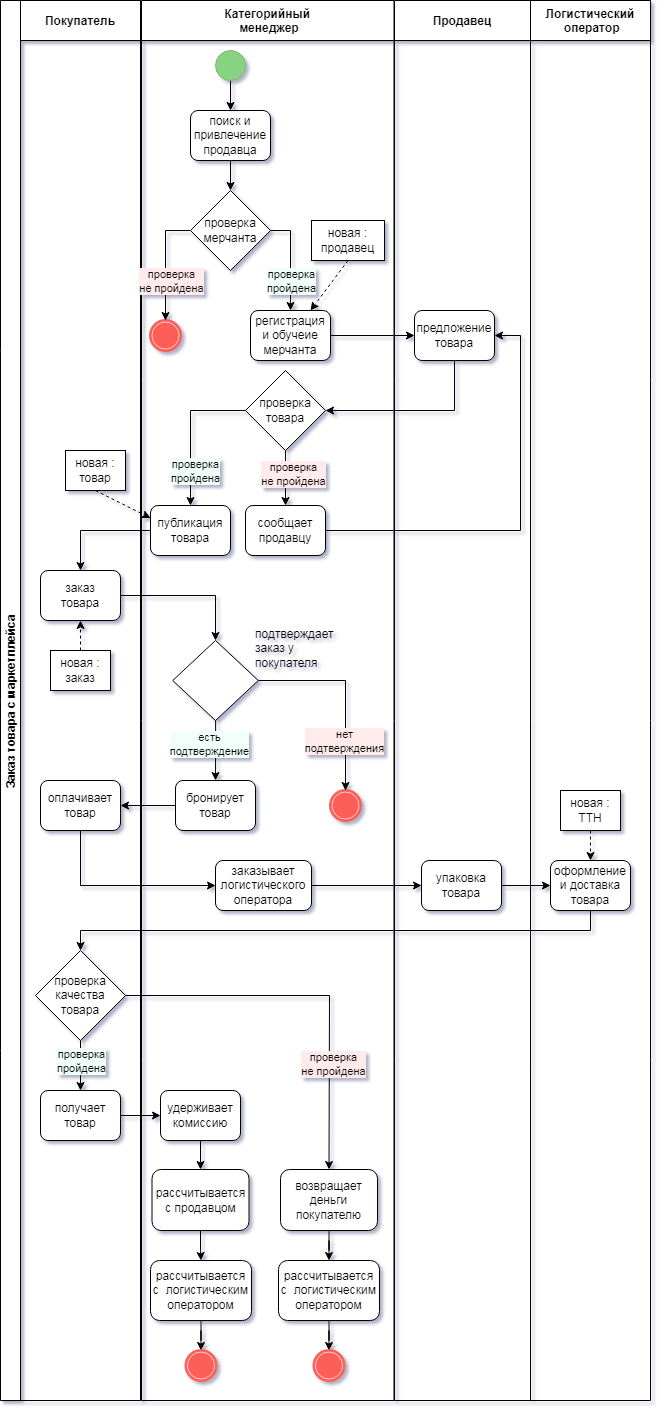 Покупатель
Категорийный
менеджер
Продавец
Логистический
оператор
Заказ товара с маркетплейса
поиск и
привлечение
продавца
проверка
мерчанта
новая :
продавец
проверка
не пройдена
проверка
пройдена
регистрация
и обучеие
мерчанта
предложение
товара
проверка
товара
новая :
товар
проверка
пройдена
проверка
не пройдена
публикация
товара
сообщает
продавцу
заказ
товара
новая :
заказ
подтверждает
заказ у
покупателя
есть
подтверждение
нет
подтверждения
оплачивает
товар
бронирует
товар
новая :
ТТН
заказывает
логистического
оператора
упаковка
товара
оформление
и доставка
товара
проверка
качества
товара
проверка
пройдена
проверка
не пройдена
получает
товар
удерживает
комиссию
рассчитывается
с продавцом
возвращает
деньги
покупателю
рассчитывается
с логистическим
оператором
рассчитывается
с логистическим
оператором